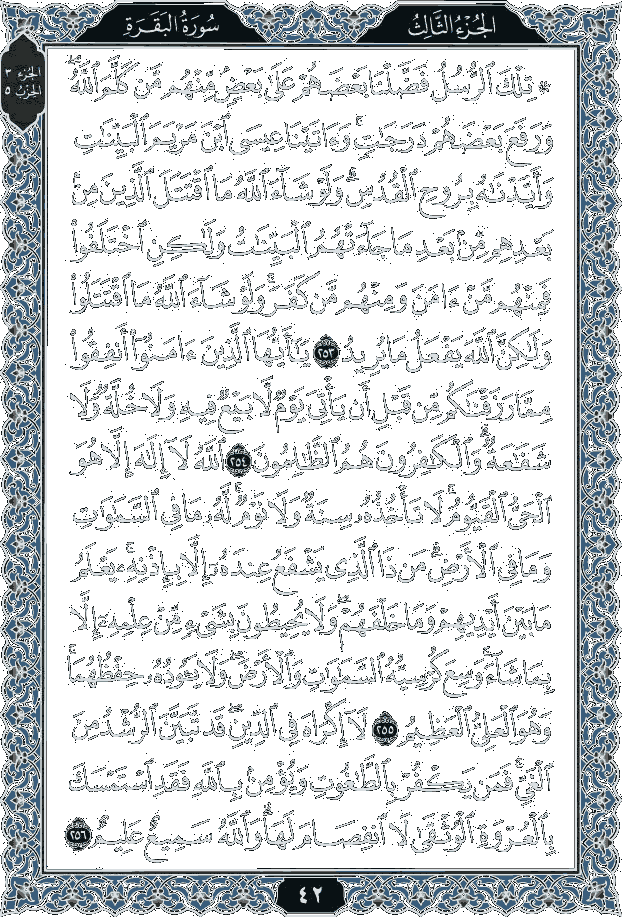 الجزء الثالث
سورة البقرة
الجزء ٣
الحزب ٥
۞ تِلْكَ ٱلرُّسُلُ فَضَّلْنَا بَعْضَهُمْ عَلَىٰ بَعْضٍ مِّنْهُم مَّن كَلَّمَ ٱللَّهُ
وَرَفَعَ بَعْضَهُمْ دَرَجَٰتٍ وَءَاتَيْنَا عِيسَى ٱبْنَ مَرْيَمَ ٱلْبَيِّنَٰتِ
وَأَيَّدْنَٰهُ بِرُوحِ ٱلْقُدُسِ وَلَوْ شَآءَ ٱللَّهُ مَا ٱقْتَتَلَ ٱلَّذِينَ مِنۢ
بَعْدِهِم مِّنۢ بَعْدِ مَا جَآءَتْهُمُ ٱلْبَيِّنَٰتُ وَلَٰكِنِ ٱخْتَلَفُوا۟
فَمِنْهُم مَّنْ ءَامَنَ وَمِنْهُم مَّن كَفَرَ وَلَوْ شَآءَ ٱللَّهُ مَا ٱقْتَتَلُوا۟
وَلَٰكِنَّ ٱللَّهَ يَفْعَلُ مَا يُرِيدُ ٢٥٣ يَٰٓأَيُّهَا ٱلَّذِينَ ءَامَنُوٓا۟ أَنفِقُوا۟
مِمَّا رَزَقْنَٰكُم مِّن قَبْلِ أَن يَأْتِىَ يَوْمٌ لَّا بَيْعٌ فِيهِ وَلَا خُلَّةٌ وَلَا
شَفَٰعَةٌ وَٱلْكَٰفِرُونَ هُمُ ٱلظَّٰلِمُونَ ٢٥٤ ٱللَّهُ لَآ إِلَٰهَ إِلَّا هُوَ
ٱلْحَىُّ ٱلْقَيُّومُ لَا تَأْخُذُهُۥ سِنَةٌ وَلَا نَوْمٌ لَّهُۥ مَا فِى ٱلسَّمَٰوَٰتِ
وَمَا فِى ٱلْأَرْضِ مَن ذَا ٱلَّذِى يَشْفَعُ عِندَهُۥٓ إِلَّا بِإِذْنِهِۦ يَعْلَمُ
مَا بَيْنَ أَيْدِيهِمْ وَمَا خَلْفَهُمْ وَلَا يُحِيطُونَ بِشَىْءٍ مِّنْ عِلْمِهِۦٓ إِلَّا
بِمَا شَآءَ وَسِعَ كُرْسِيُّهُ ٱلسَّمَٰوَٰتِ وَٱلْأَرْضَ وَلَا يَـُٔودُهُۥ حِفْظُهُمَا
وَهُوَ ٱلْعَلِىُّ ٱلْعَظِيمُ ٢٥٥ لَآ إِكْرَاهَ فِى ٱلدِّينِ قَد تَّبَيَّنَ ٱلرُّشْدُ مِنَ
ٱلْغَىِّ فَمَن يَكْفُرْ بِٱلطَّٰغُوتِ وَيُؤْمِنۢ بِٱللَّهِ فَقَدِ ٱسْتَمْسَكَ
بِٱلْعُرْوَةِ ٱلْوُثْقَىٰ لَا ٱنفِصَامَ لَهَا وَٱللَّهُ سَمِيعٌ عَلِيمٌ ٢٥٦
٤٢